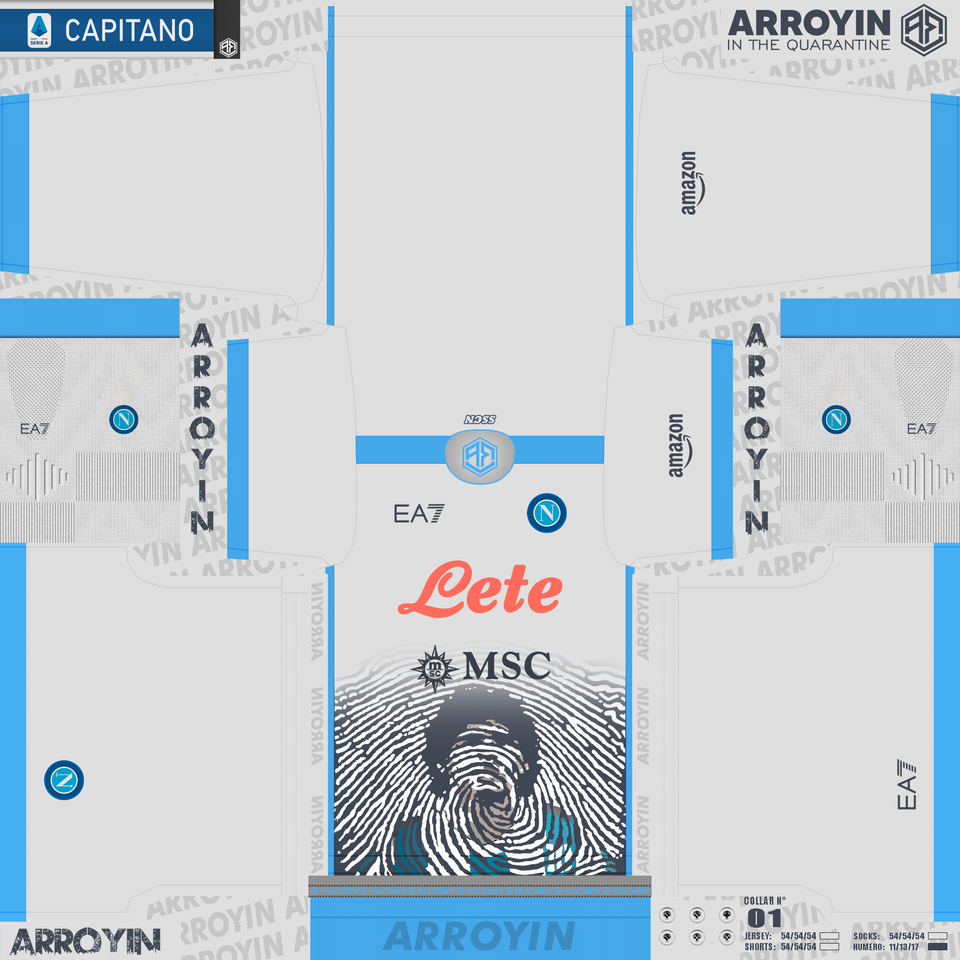 SERIE A
CAPITANO
ARROYIN
IN THE QUARANTINE
amazon
ARROYIN
ARROYIN
SSCN
EA7
N
EA7
N
amazon
N
EA7
Lete
MSC
MSC
N
EA7
ARROYIN
ARROYIN
COLLAR N°
01
JERSEY: 54/54/54
SHORTS: 54/54/54
SOCKS: 54/54/54
NUMERO: 11/13/17